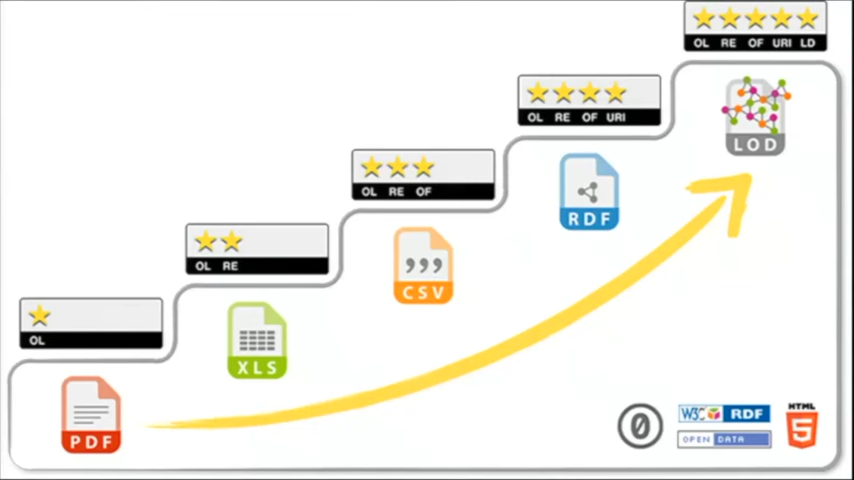 OL RE OF URI LD
OL RE OF URI
LOD
OL RE OF
RDF
OL RE
CSV
OL
XLS
PDF
0
W3C RDF
OPEN DATA
HTML
5